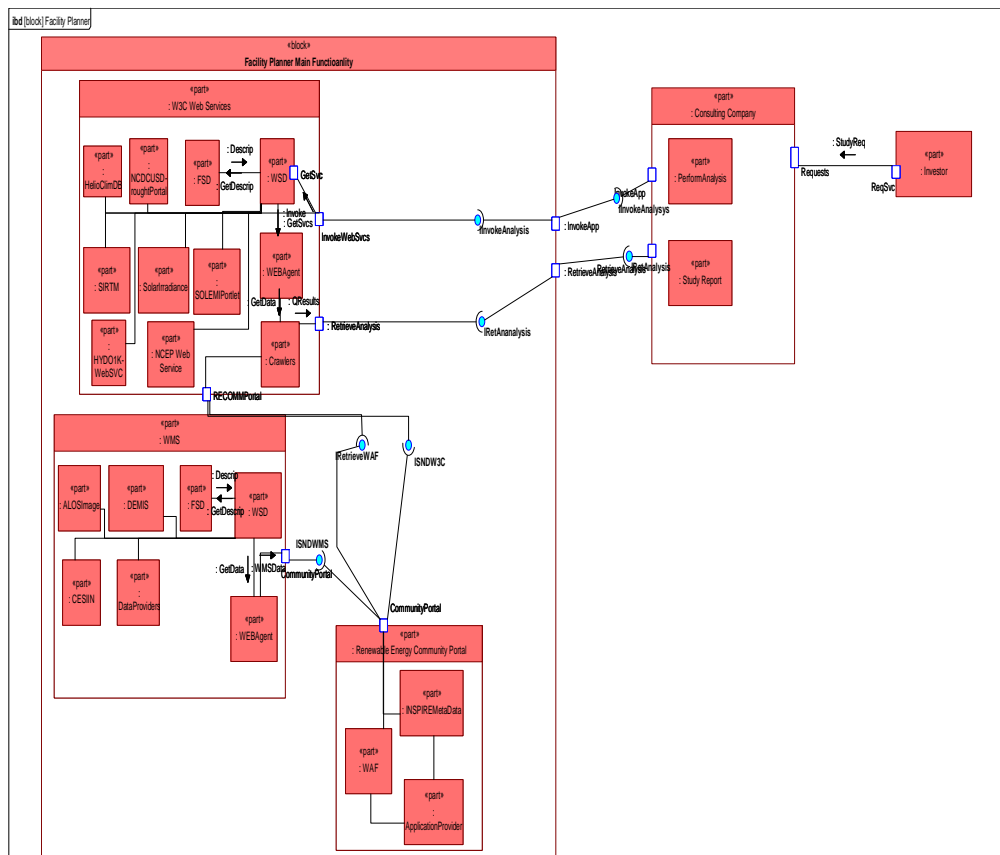 ibd [block] Facility Planner
«block»
Facility Planner Main Functioanlity
«part»
: W3C Web Services
«part»
:
HelioClimDB
«part»
:
NCDCUSD-
roughtPortal
«part»
: FSD
: Descrip
: GetDescrip
«part»
: WSD
GetSvc
: Invoke
: GetSvcs
InvokeWebSvcs
«part»
: SIRTM
«part»
: SolarIrradiance
«part»
:
SOLEMIPortlet
«part»
: WEBAgent
: GetData
: QResults
: RetrieveAnalysis
«part»
:
HYDO1K-
WebSVC
«part»
: NCEP Web
Service
«part»
: Crawlers
RECOMMPortal
IInvokeAnalysis
: InvokeApp
IRetAnanalysis
: RetrieveAnalysis
«part»
: Consulting Company
«part»
: PerformAnalysis
InvokeApp
IInvokeAnalysys
RetrieveAnalysis
IRetAnalysis
«part»
: Study Report
Requests
: StudyReq
ReqSvc
«part»
: Investor
«part»
: WMS
«part»
:
ALOSImage
«part»
: DEMIS
«part»
: FSD
: Descrip
: GetDescrip
«part»
: WSD
«part»
: CESIIN
«part»
:
DataProviders
: GetData
: WMSData
«part»
: WEBAgent
ISNDWMS
CommunityPortal
IRetrieveWAF
ISNDW3C
CommunityPortal
«part»
: Renewable Energy Community Portal
«part»
: INSPIREMetaData
«part»
: WAF
«part»
:
ApplicationProvider